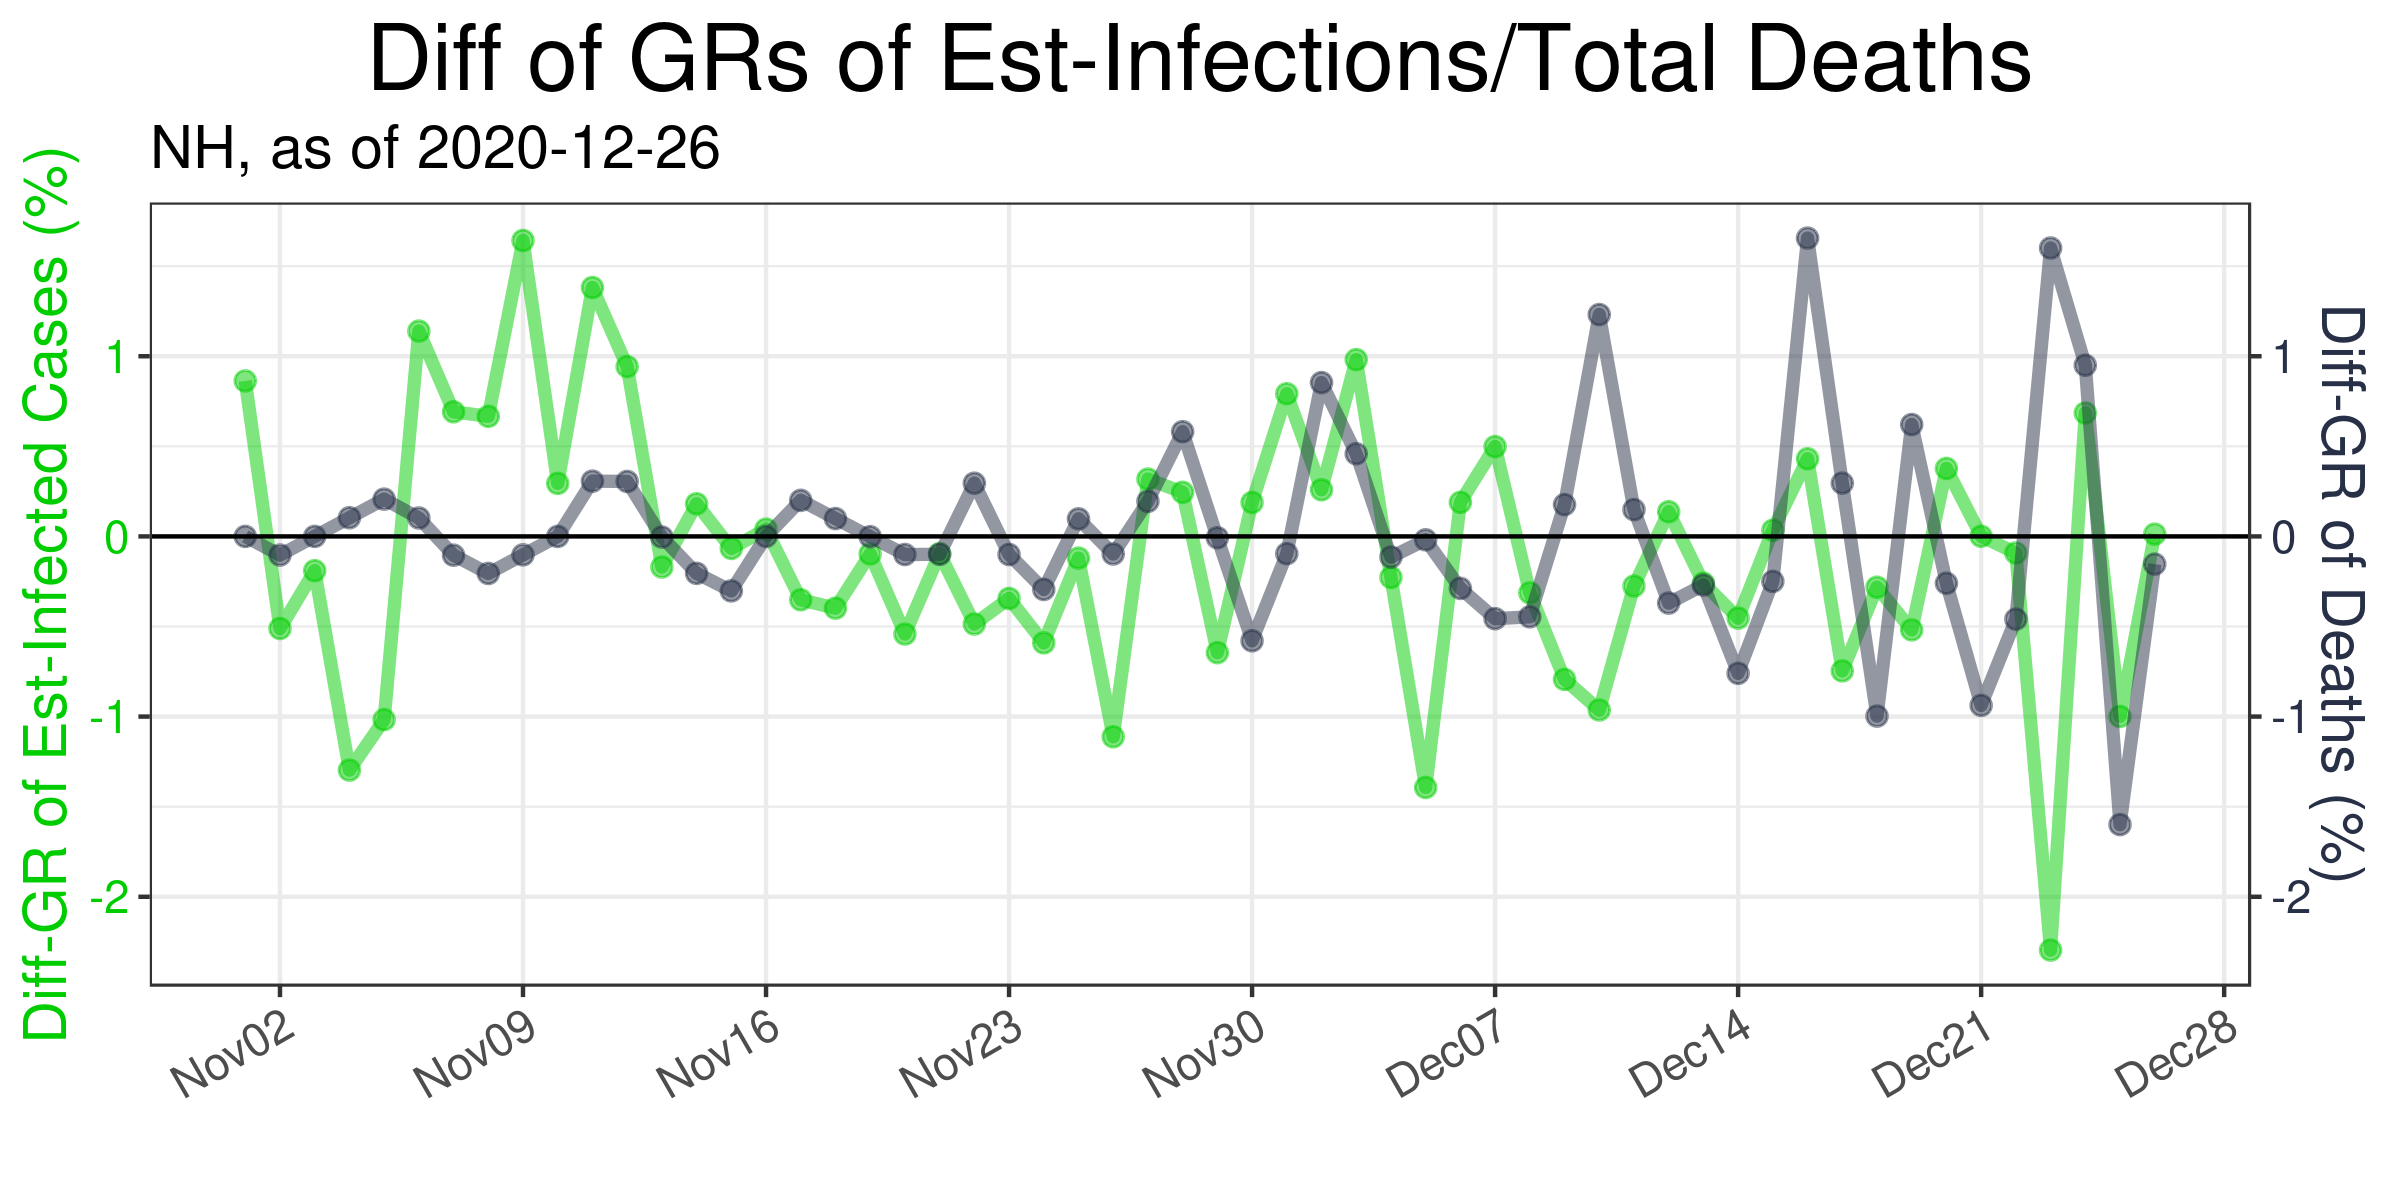 Diff of GRs of Est-Infections/Total Deaths
NH, as of 2020-12-26
Diff-GR of Est-Infected Cases (%)
1
0
-1
-2
1
0
-1
-2
Diff-GR of Deaths (%)
Nov02
Nov09
Nov16
Nov23
Nov30
Dec07
Dec14
Dec21
Dec28